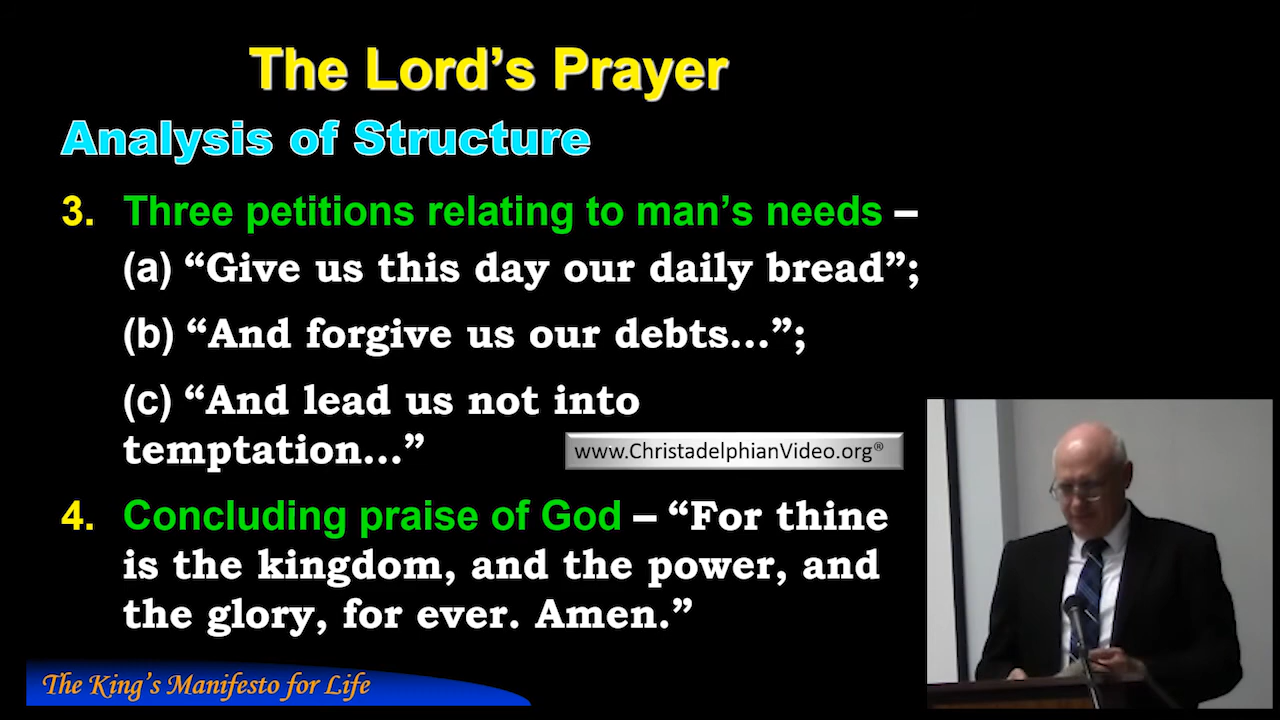 The Lord’s Prayer
Analysis of Structure
3. Three petitions relating to man’s needs –
(a) “Give us this day our daily bread”;
(b) “And forgive us our debts...”;
(c) “And lead us not into
temptation...”
www.ChristadelphianVideo.org®
4. Concluding praise of God – “For thine
is the kingdom, and the power, and
the glory, for ever. Amen.”
The King’s Manifesto for Life